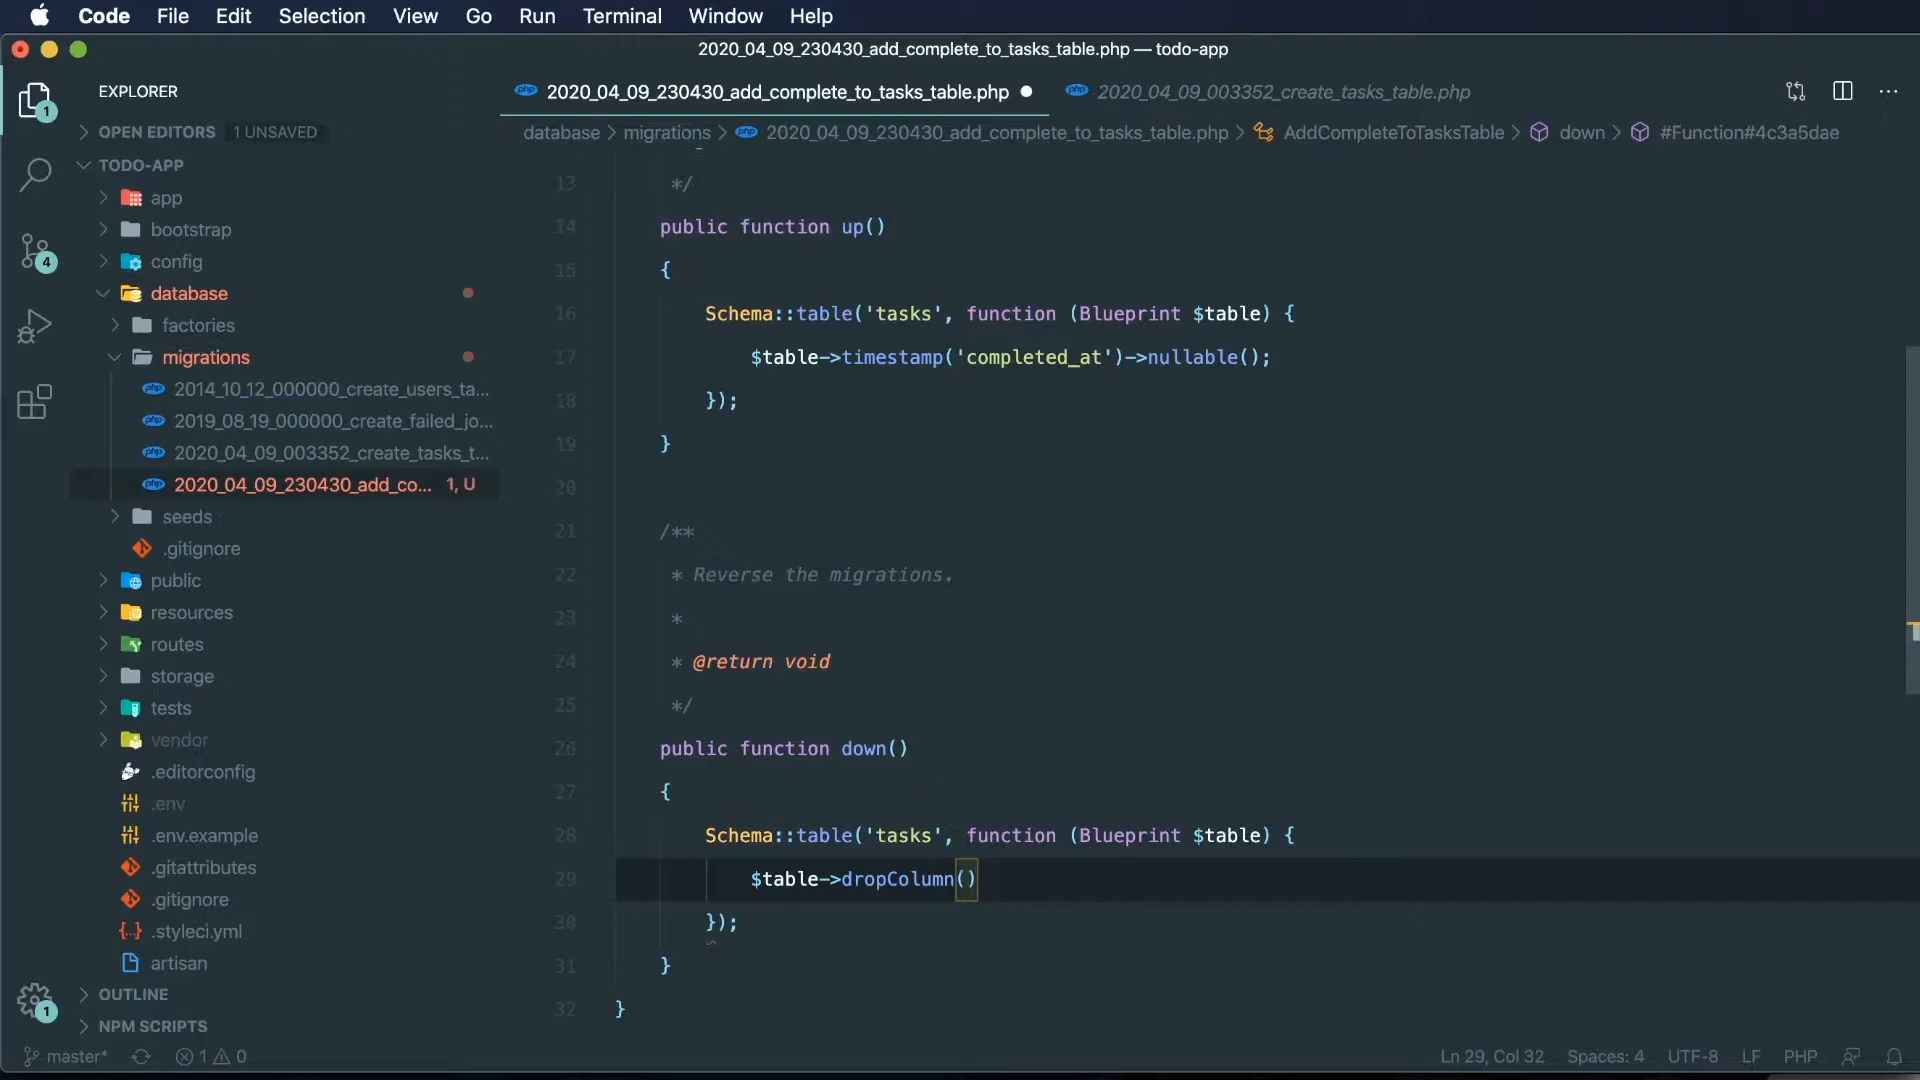 Code File Edit Selection View Go Run Terminal Window Help
2020_04_09_230430_add_complete_to_tasks_table.php — todo-app
EXPLORER
1
OPEN EDITORS 1 UNSAVED
TODO-APP
app
bootstrap
config
4
database
factories
migrations
2014_10_12_000000_create_users_ta...
2019_08_19_000000_create_failed_jo...
2020_04_09_003352_create_tasks_t...
2020_04_09_230430_add_co... 1, U
seeds
.gitignore
public
resources
routes
storage
tests
vendor
.editorconfig
.env
.env.example
.gitattributes
.gitignore
.styleci.yml
artisan
OUTLINE
1
NPM SCRIPTS
2020_04_09_230430_add_complete_to_tasks_table.php 2020_04_09_003352_create_tasks_table.php
database > migrations > 2020_04_09_230430_add_complete_to_tasks_table.php > AddCompleteToTasksTable > down > #Function#4c3a6dae
13 */
14 public function up()
15 {
16 Schema::table('tasks', function (Blueprint $table) {
17 $table->timestamp('completed_at')->nullable();
18 });
19 }
20
21 /**
22 * Reverse the migrations.
23 *
24 * @return void
25 */
26 public function down()
27 {
28 Schema::table('tasks', function (Blueprint $table) {
29 $table->dropColumn()
30 });
31 }
32 }
master* 1 0 Ln 29, Col 32 Spaces: 4 UTF-8 LF PHP